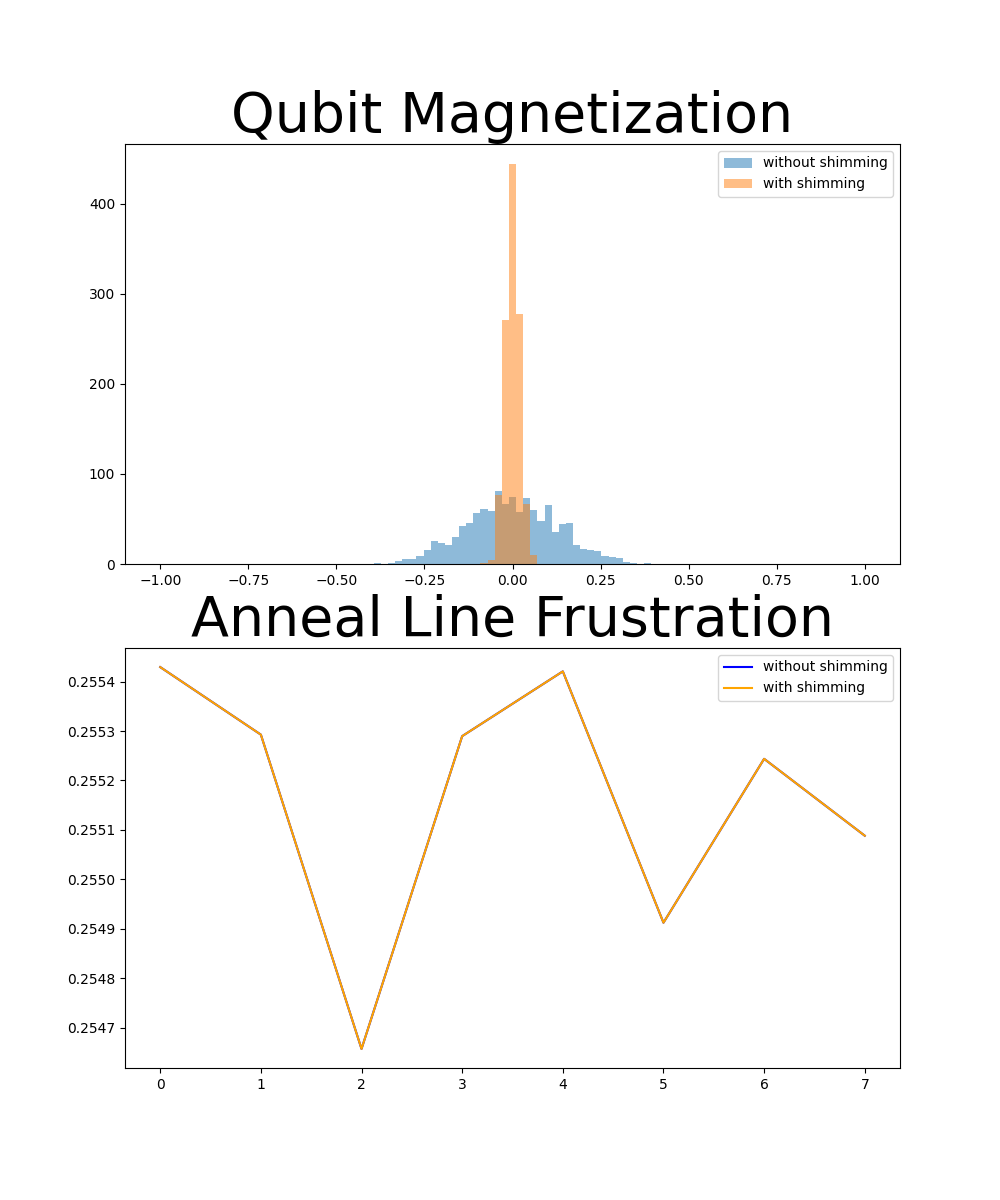 Qubit Magnetization
without shimming
with shimming
400
300
200
100
0
−1.00 −0.75 −0.50 −0.25 0.00 0.25 0.50 0.75 1.00
Anneal Line Frustration
without shimming
with shimming
0.2554
0.2553
0.2552
0.2551
0.2550
0.2549
0.2548
0.2547
0 1 2 3 4 5 6 7